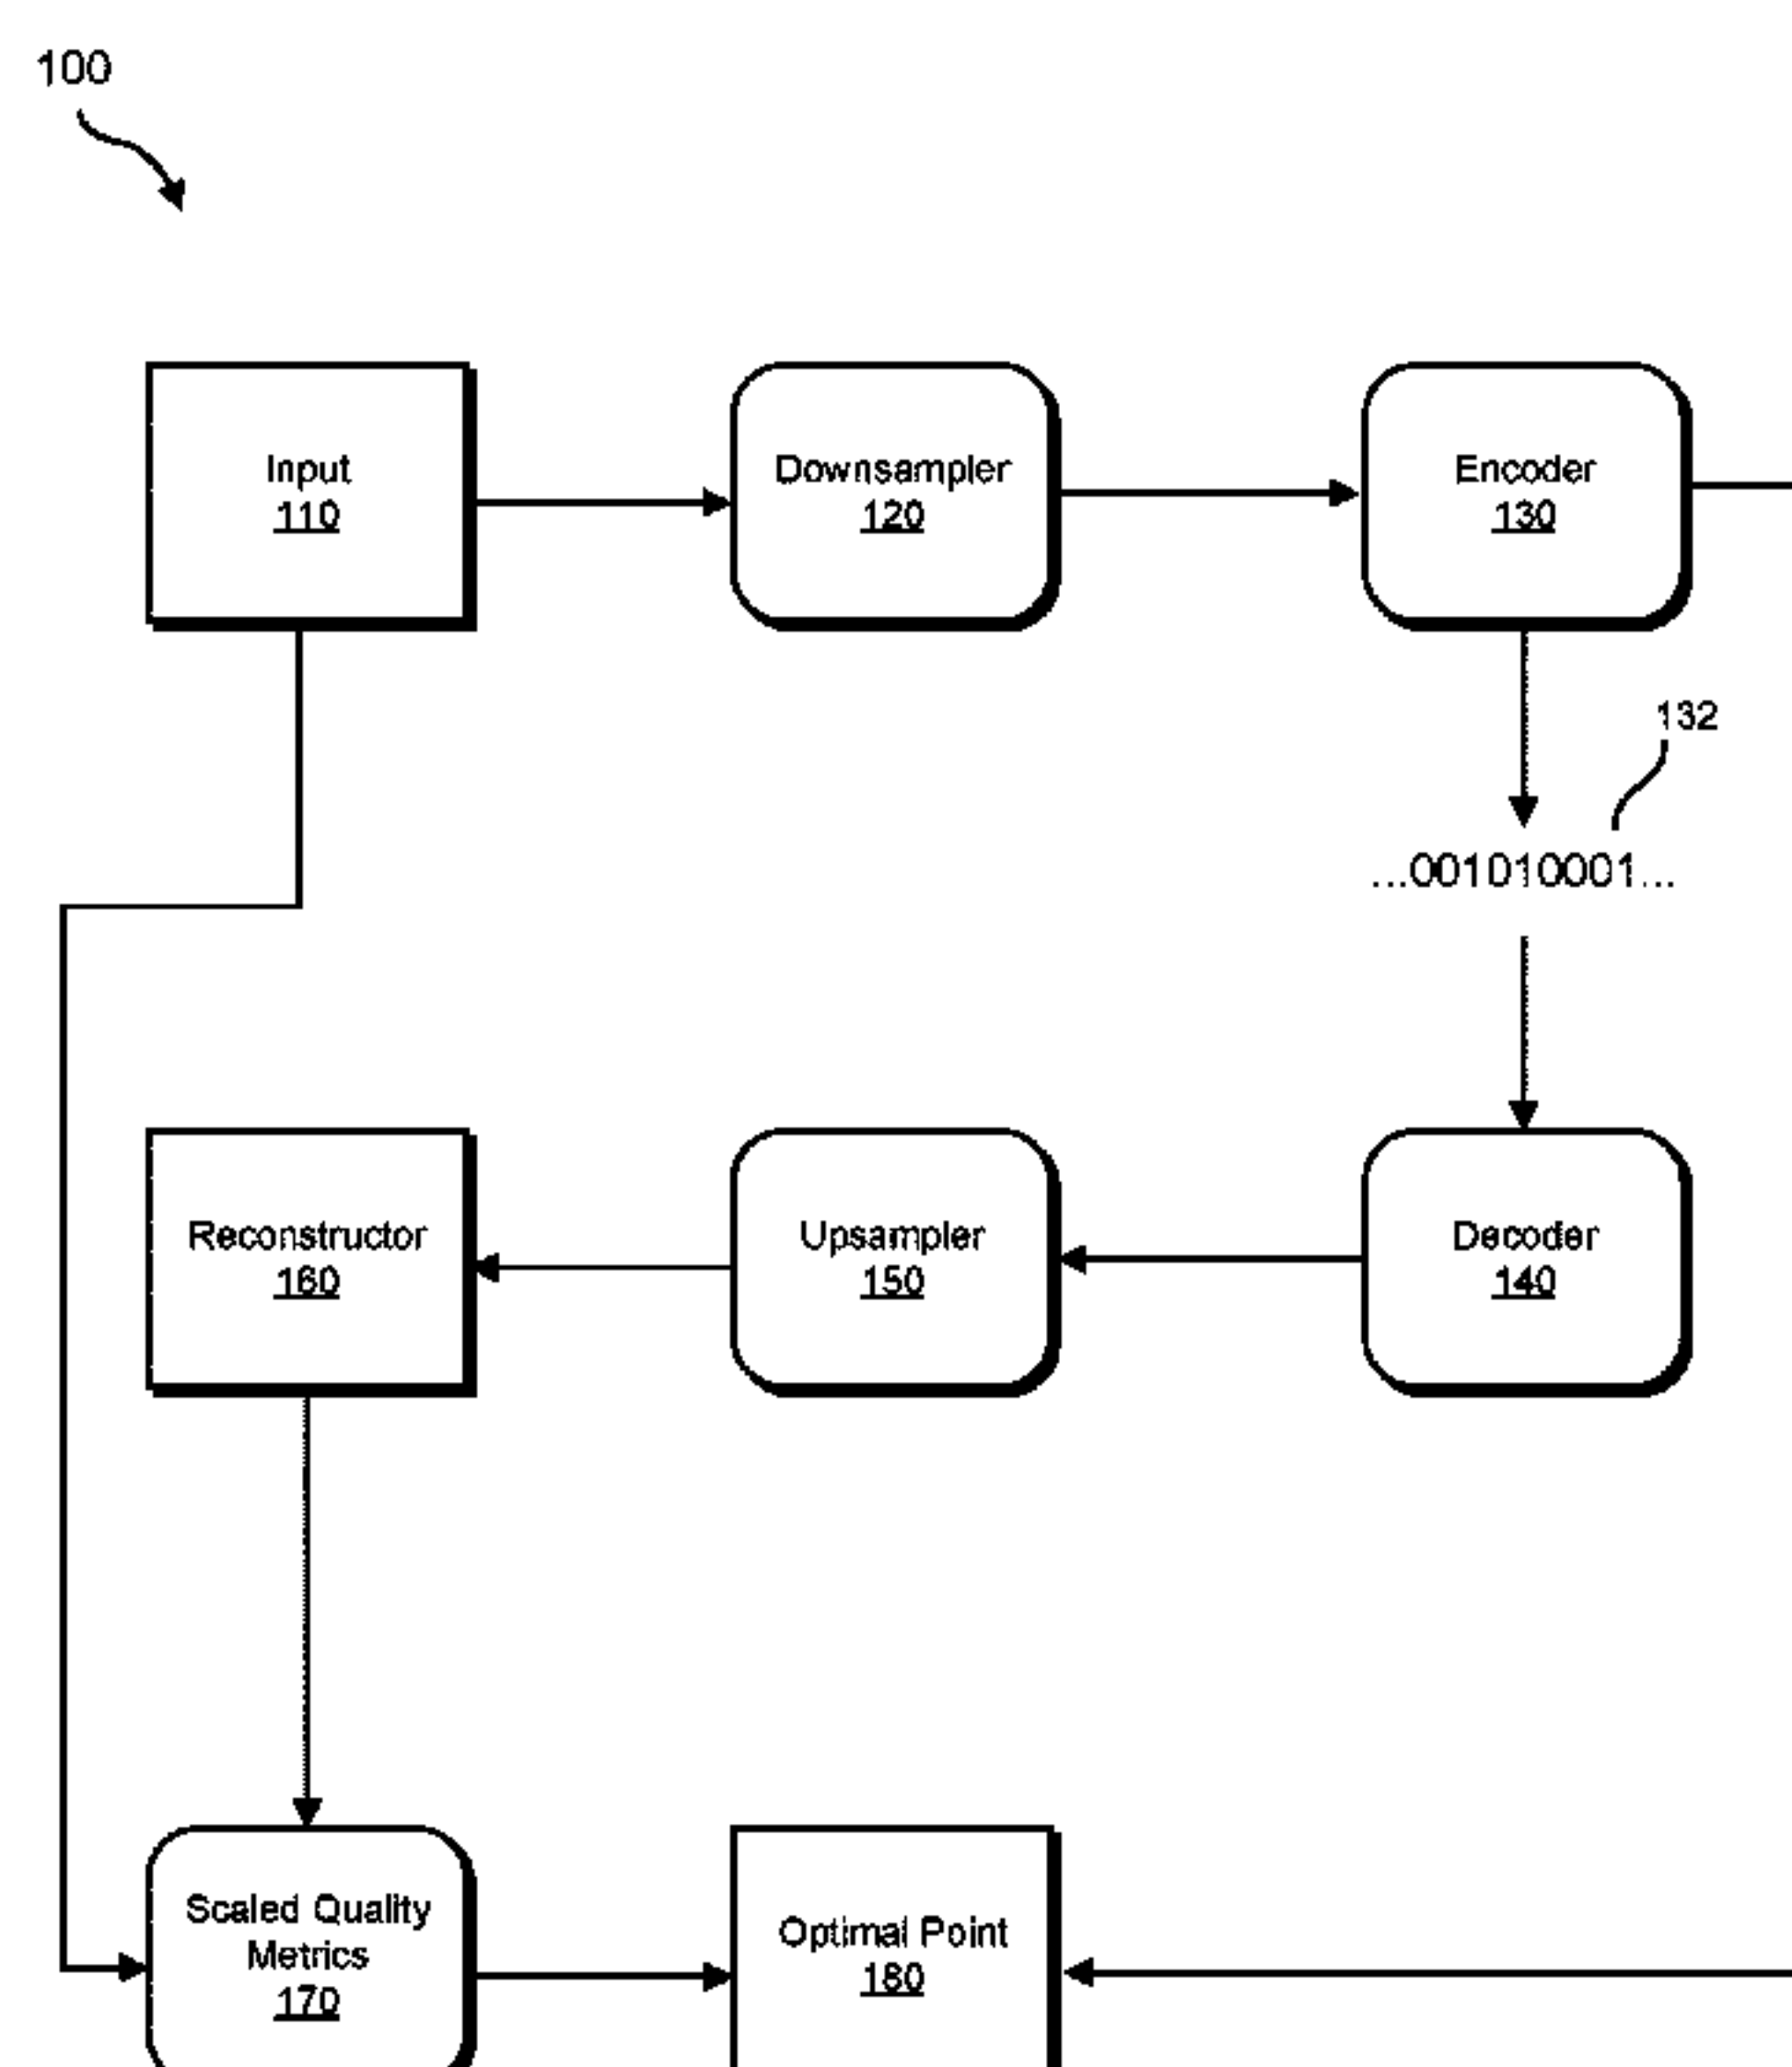 100
Input
110
Downsampler
120
Encoder
130
132
...001010001...
Reconstructor
160
Upsampler
150
Decoder
140
Scaled Quality
Metrics
170
Optimal Point
180